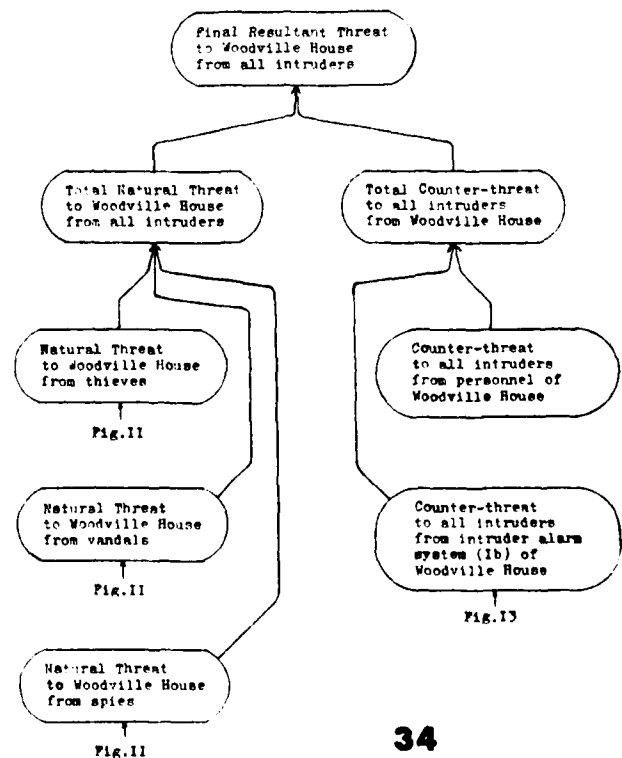 Final Resultant Threat
to Woodville House
from all intruders
Total Natural Threat
to Woodville House
from all intruders
Total Counter-threat
to all intruders
from Woodville House
Natural Threat
to Woodville House
from thieves
Fig.II
Counter-threat
to all intruders
from personnel of
Woodville House
Natural Threat
to Woodville House
from vandals
Fig.II
Counter-threat
to all intruders
from intruder alarm
system (Ib) of
Woodville House
Fig.I3
Natural Threat
to Woodville House
from spies
Fig.II
34